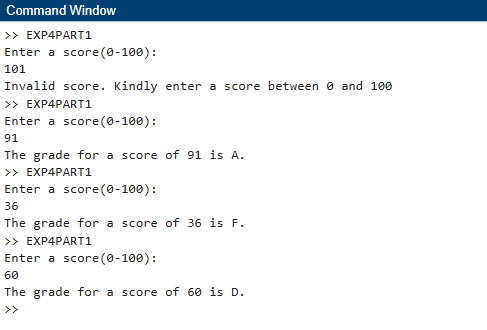 Command Window
>> EXP4PART1
Enter a score(0-100):
101
Invalid score. Kindly enter a score between 0 and 100
>> EXP4PART1
Enter a score(0-100):
91
The grade for a score of 91 is A.
>> EXP4PART1
Enter a score(0-100):
36
The grade for a score of 36 is F.
>> EXP4PART1
Enter a score(0-100):
60
The grade for a score of 60 is D.
>>